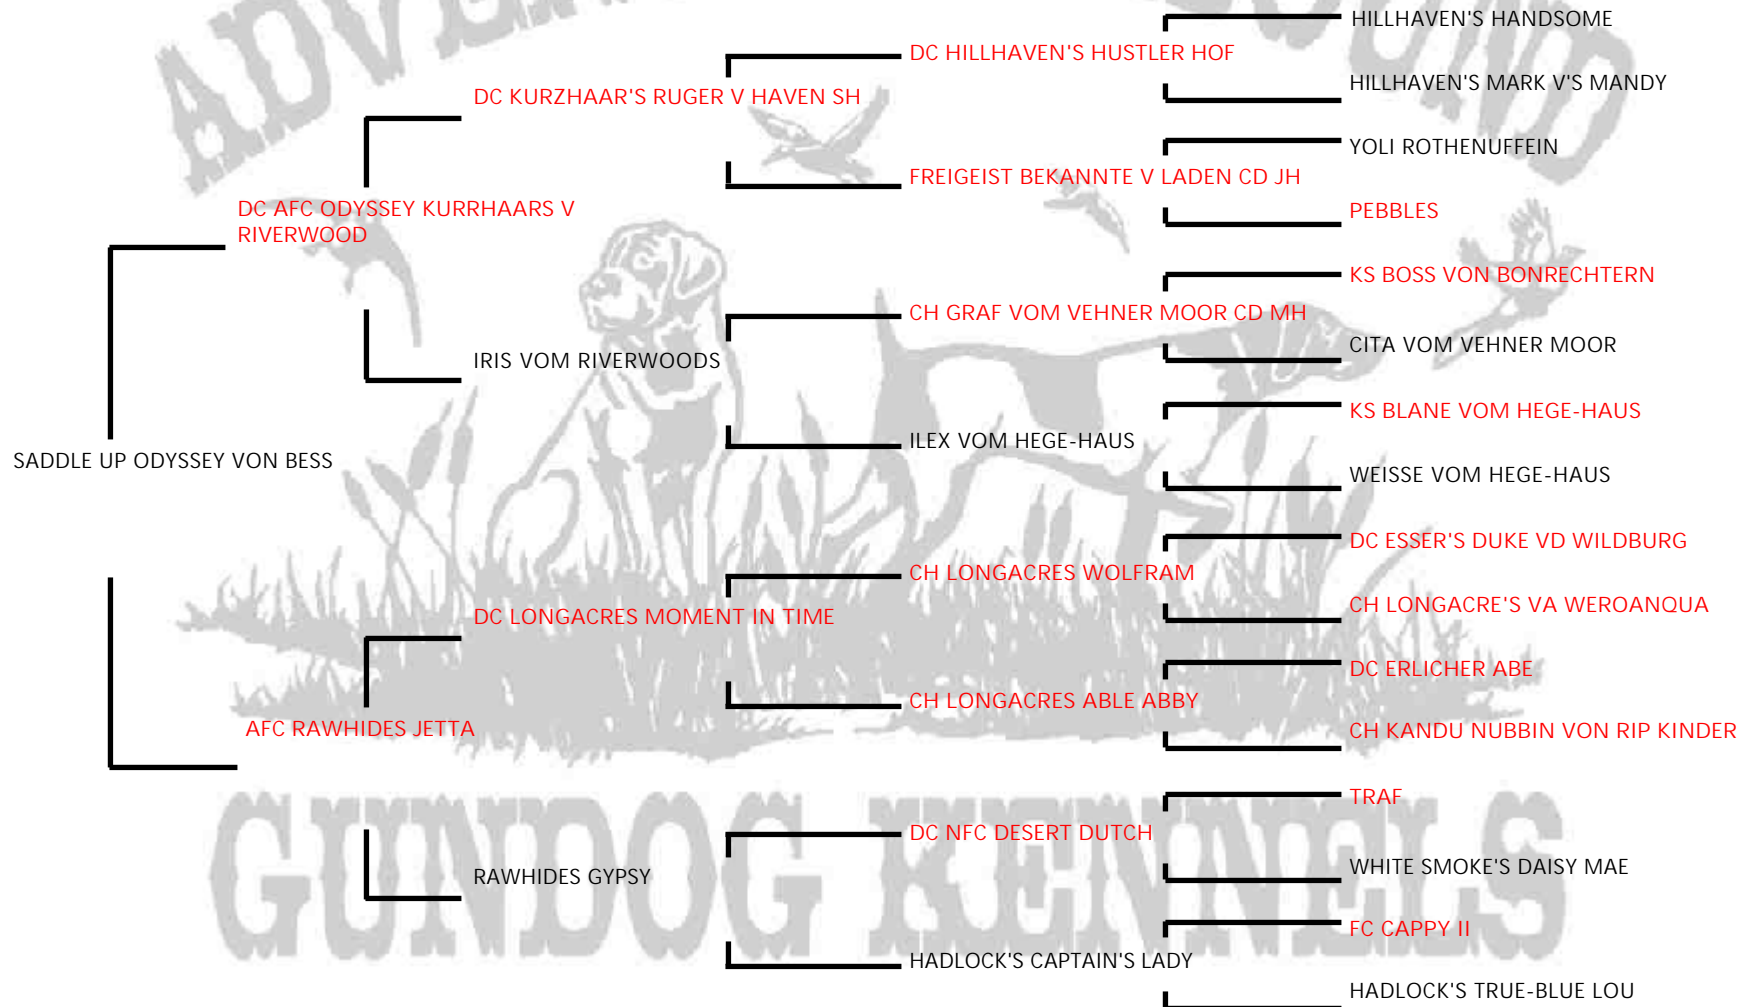 ADVE
OUND
HILLHAVEN'S HANDSOME
DC HILLHAVEN'S HUSTLER HOF
HILLHAVEN'S MARK V'S MANDY
DC KURZHAAR'S RUGER V HAVEN SH
YOLI ROTHENUFFEIN
FREIGEIST BEKANNTE V LADEN CD JH
PEBBLES
DC AFC ODYSSEY KURRHAARS V
RIVERWOOD
KS BOSS VON BONRECHTERN
CH GRAF VOM VEHNER MOOR CD MH
CITA VOM VEHNER MOOR
IRIS VOM RIVERWOODS
KS BLANE VOM HEGE-HAUS
ILEX VOM HEGE-HAUS
WEISSE VOM HEGE-HAUS
SADDLE UP ODYSSEY VON BESS
DC ESSER'S DUKE VD WILDBURG
CH LONGACRES WOLFRAM
CH LONGACRE'S VA WEROANQUA
DC LONGACRES MOMENT IN TIME
DC ERLICHER ABE
CH LONGACRES ABLE ABBY
CH KANDU NUBBIN VON RIP KINDER
AFC RAWHIDES JETTA
TRAF
DC NFC DESERT DUTCH
WHITE SMOKE'S DAISY MAE
RAWHIDES GYPSY
FC CAPPY II
HADLOCK'S CAPTAIN'S LADY
HADLOCK'S TRUE-BLUE LOU
GUNDOG KENNELS